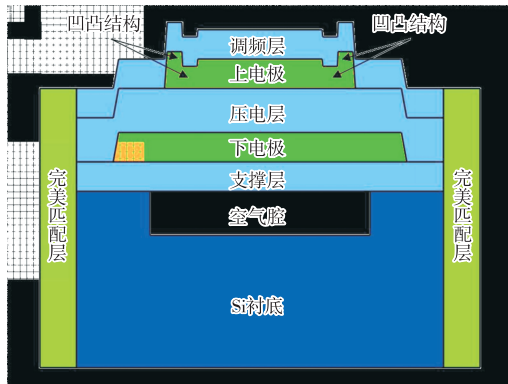 凹凸结构
凹凸结构
调频层
上电极
压电层
下电极
支撑层
空气腔
完美匹配层
完美匹配层
Si衬底